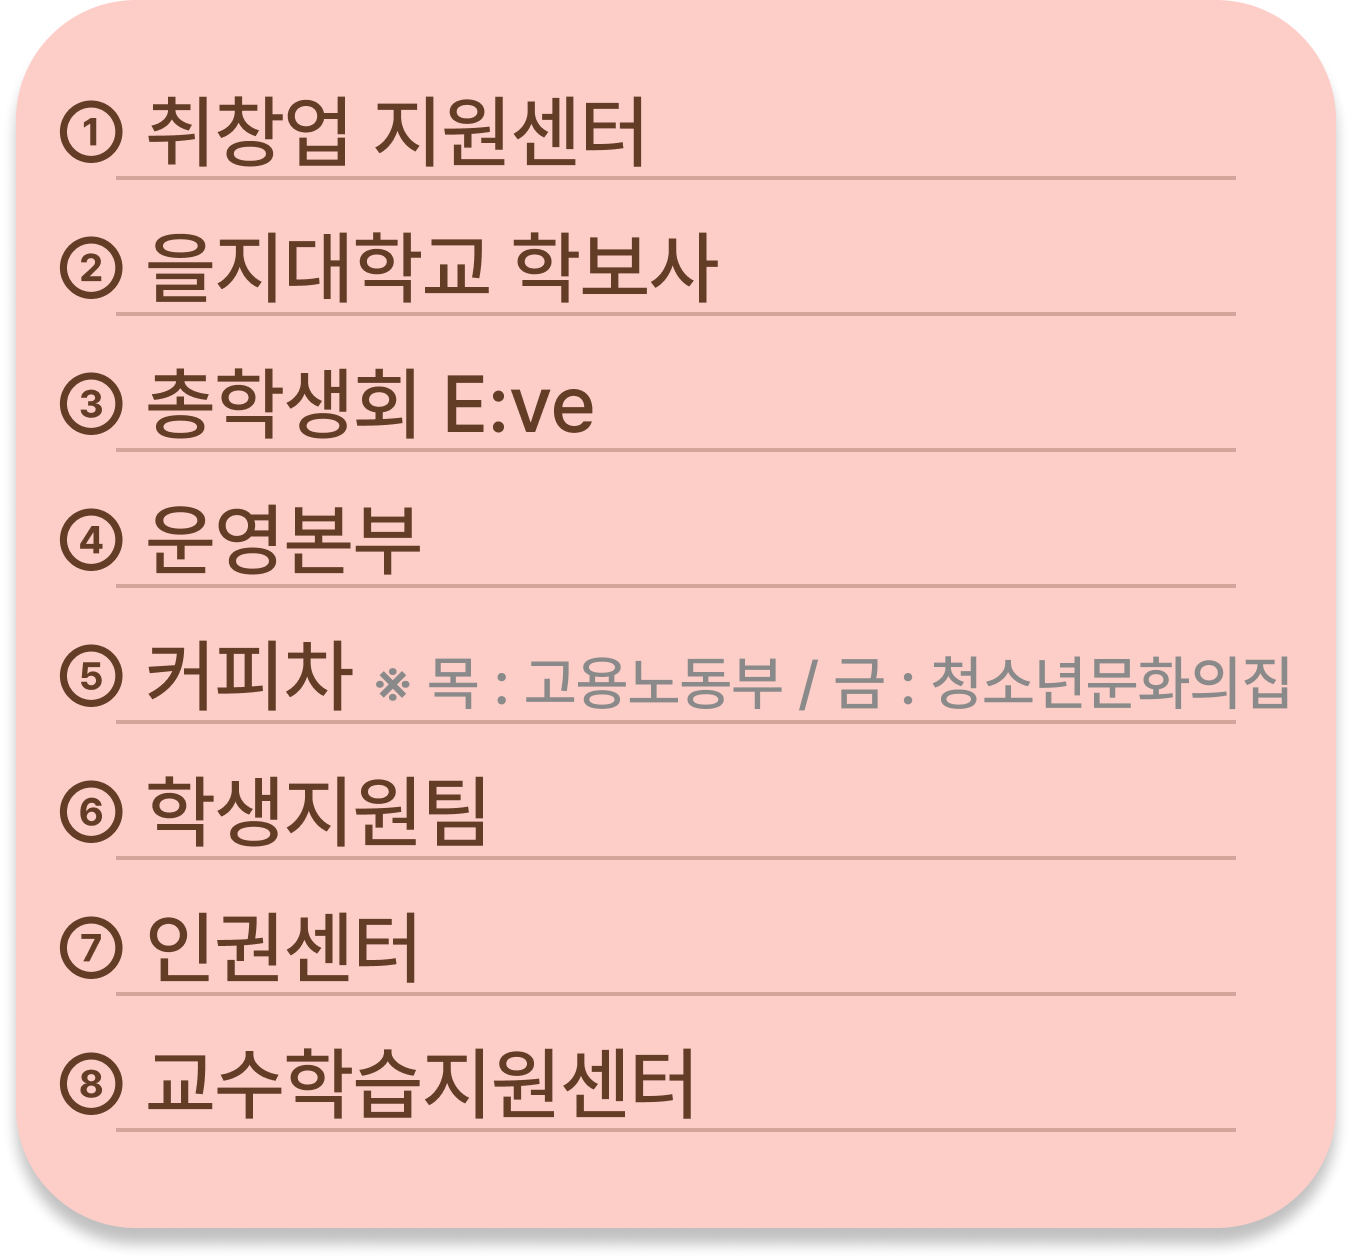 ① 취창업 지원센터
② 을지대학교 학보사
③ 총학생회 E:ve
④ 운영본부
⑤ 커피차 ※ 목 : 고용노동부 / 금 : 청소년문화의집
⑥ 학생지원팀
⑦ 인권센터
⑧ 교수학습지원센터